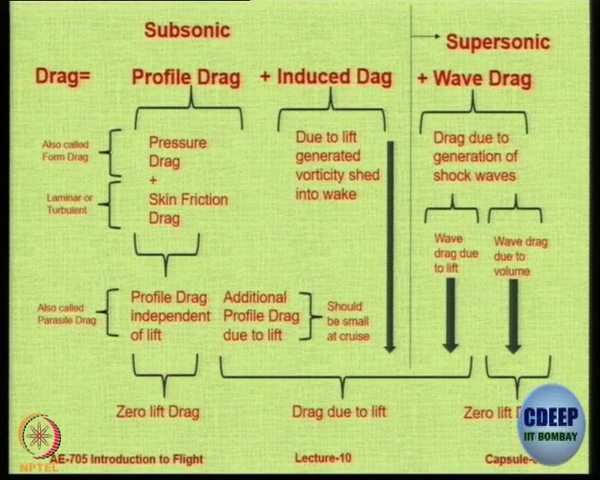 Subsonic
Supersonic
Drag= Profile Drag + Induced Dag + Wave Drag
Also called
Form Drag
Laminar or
Turbulent
Pressure
Drag
+
Skin Friction
Drag
Due to lift
generated
vorticity shed
into wake
Drag due to
generation of
shock waves
Wave
drag due
to lift
Wave drag
due to
volume
Also called
Parasite Drag
Profile Drag
independent
of lift
Additional
Profile Drag
due to lift
Should
be small
at cruise
Zero lift Drag
Drag due to lift
Zero lift
CDEEP
IIT BOMBAY
NPTEL
AE-705 Introduction to Flight
Lecture-10